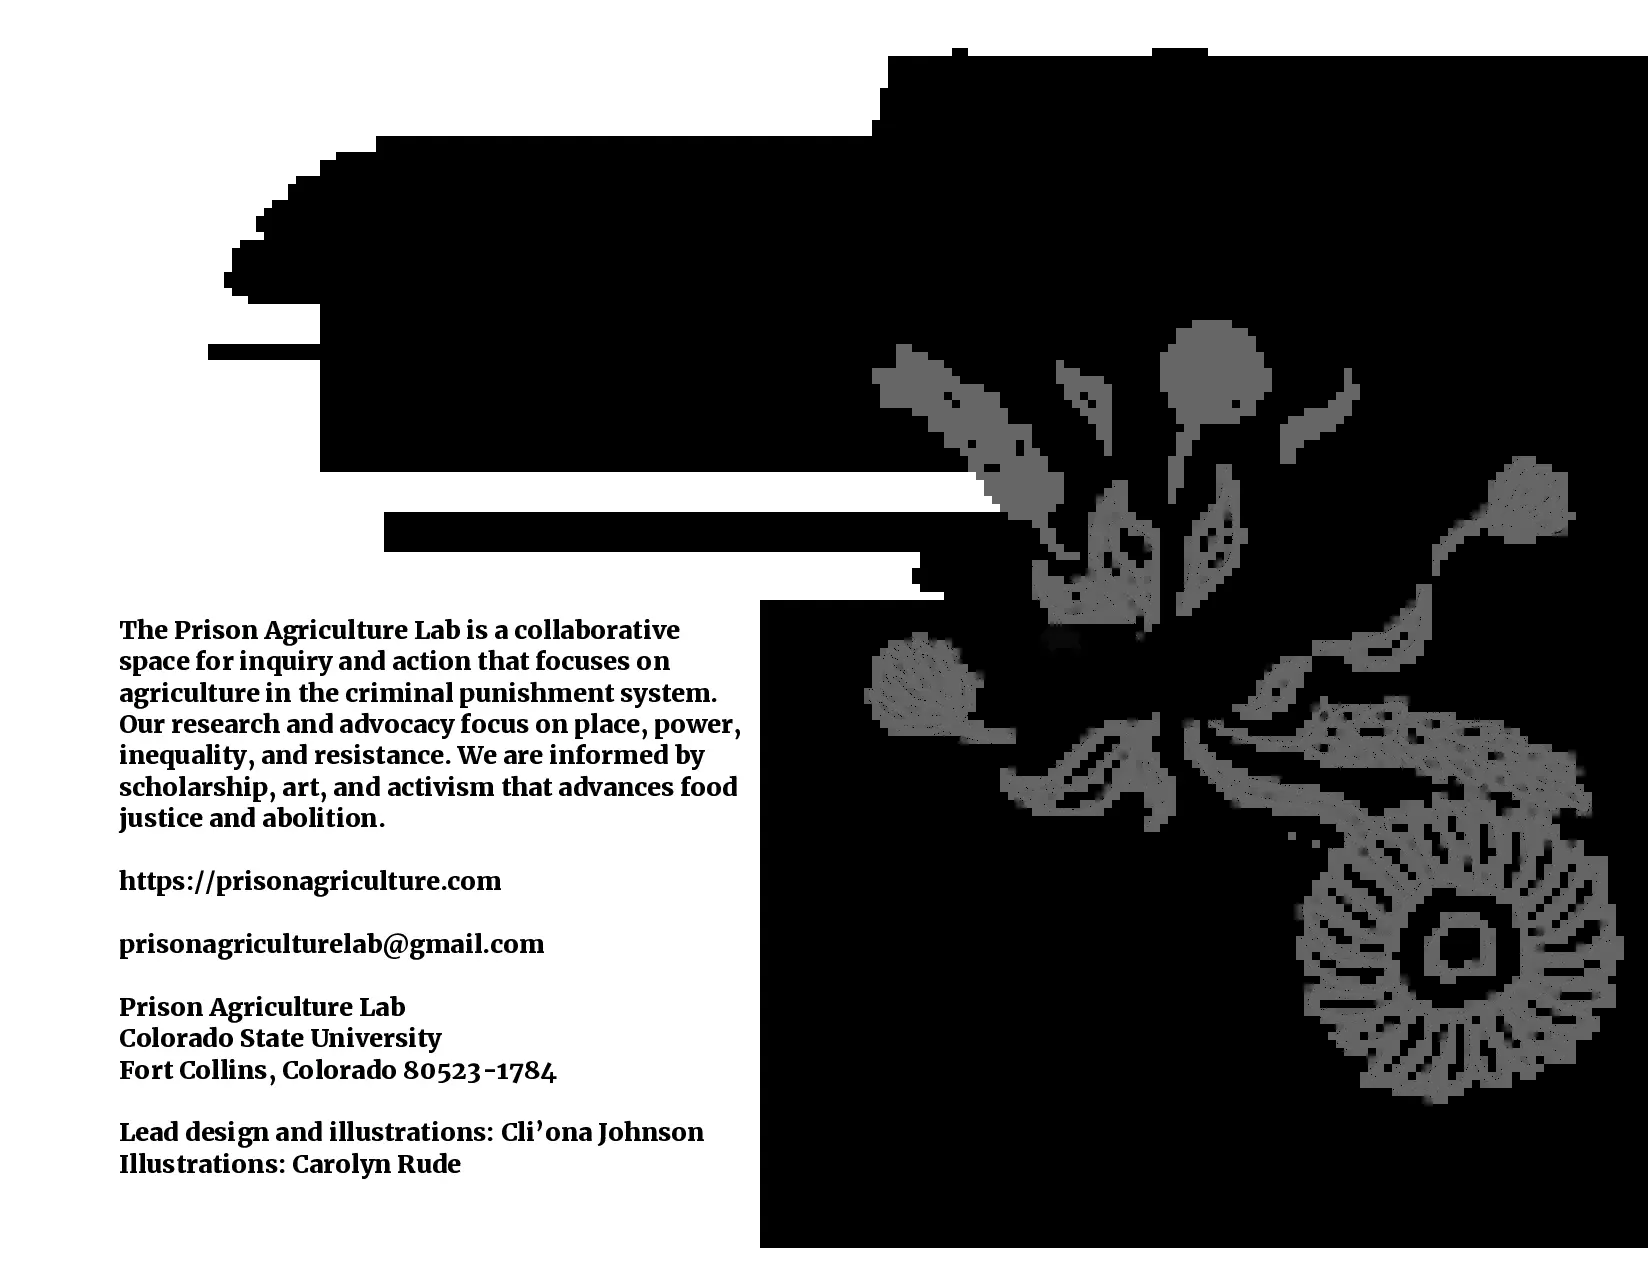 The Prison Agriculture Lab is a collaborative
space for inquiry and action that focuses on
agriculture in the criminal punishment system.
Our research and advocacy focus on place, power,
inequality, and resistance. We are informed by
scholarship, art, and activism that advances food
justice and abolition.
https://prisonagriculture.com
prisonagriculturelab@gmail.com
Prison Agriculture Lab
Colorado State University
Fort Collins, Colorado 80523-1784
Lead design and illustrations: Cli’ona Johnson
Illustrations: Carolyn Rude